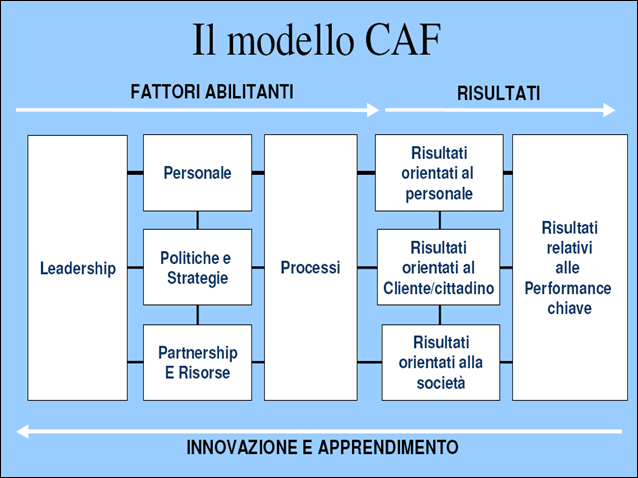 Il modello CAF
FATTORI ABILITANTI
RISULTATI
Leadership
Personale
Politiche e
Strategie
Partnership
E Risorse
Processi
Risultati
orientati al
personale
Risultati
orientati al
Cliente/cittadino
Risultati
orientati alla
società
Risultati
relativi
alle
Performance
chiave
INNOVAZIONE E APPRENDIMENTO